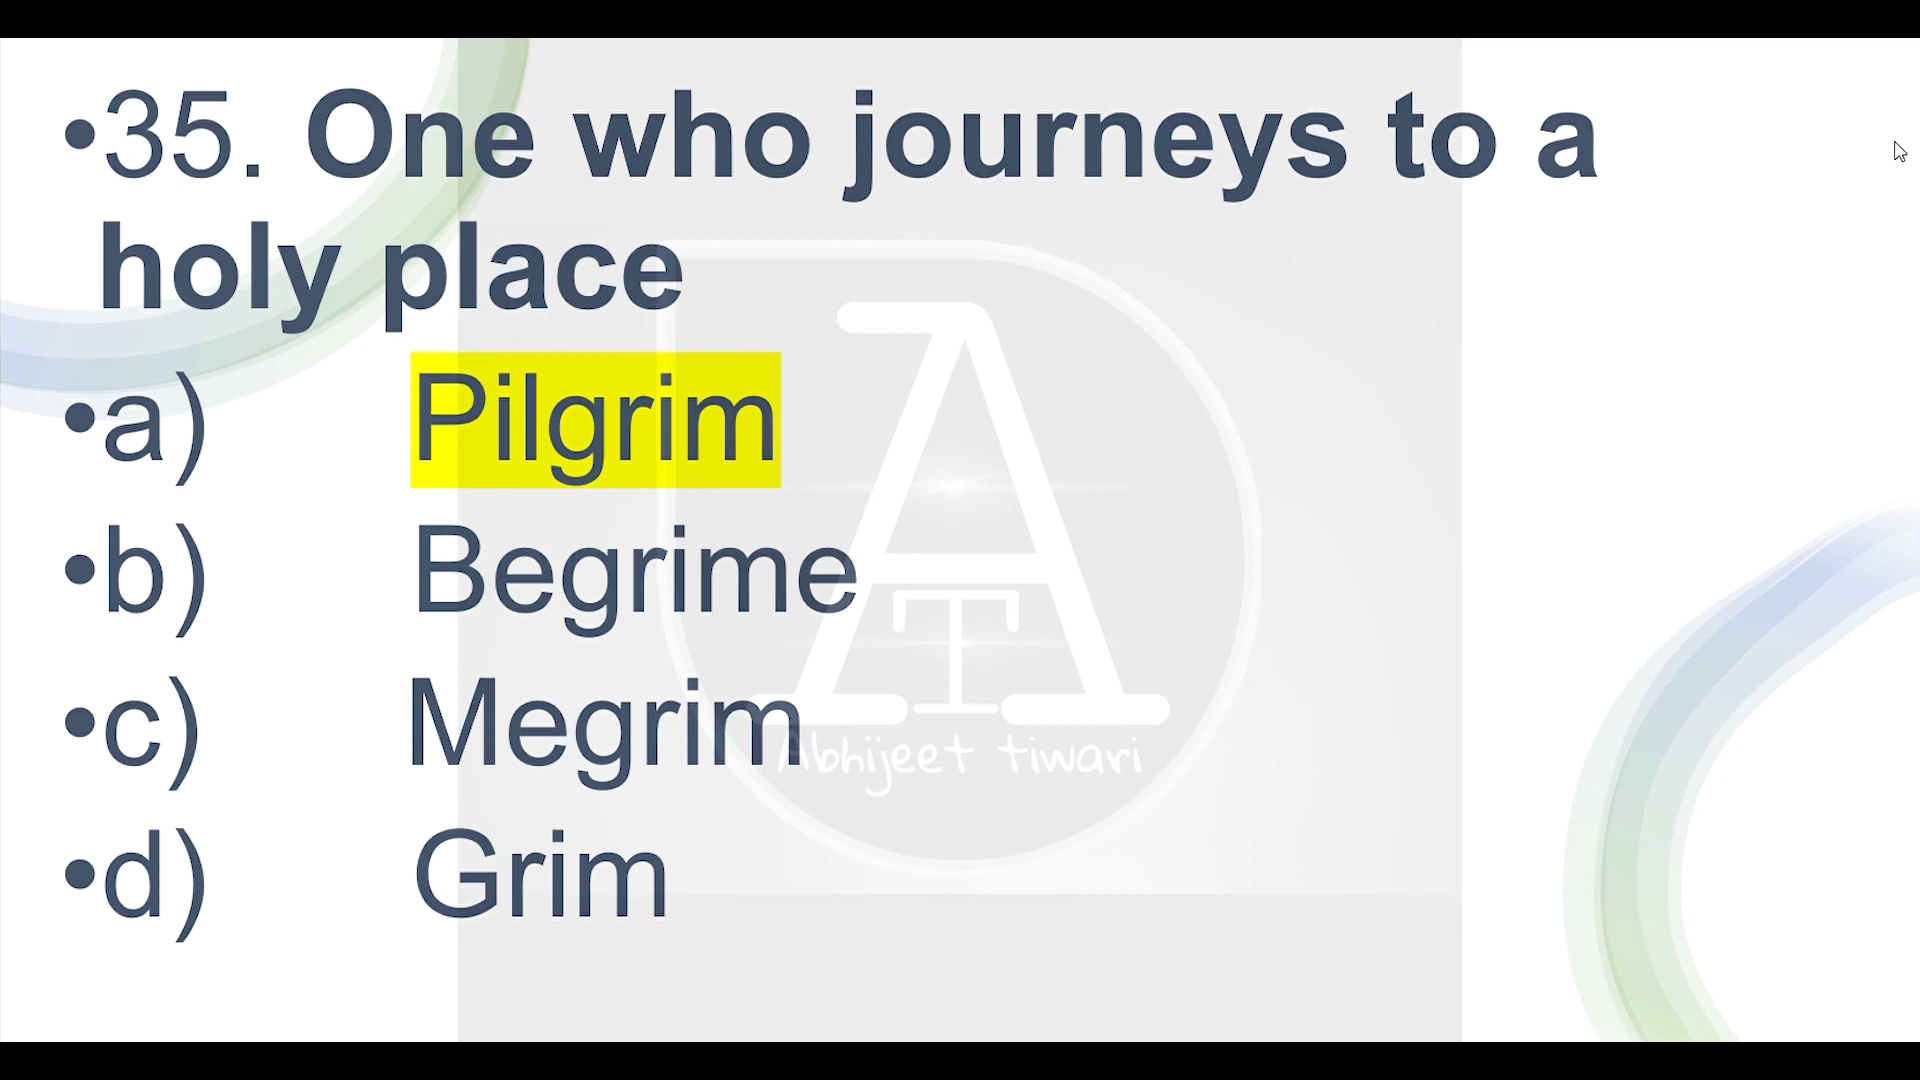 •35. One who journeys to a
holy place
•a) Pilgrim
•b) Begrime
•c) Megrim
•d) Grim
A
T
Abhijeet tiwari